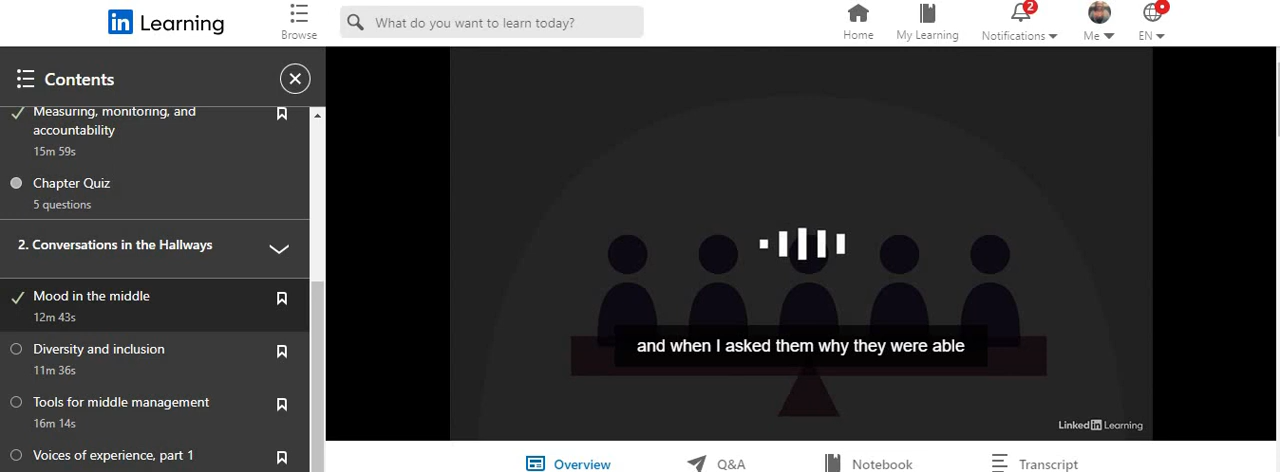 in Learning
Browse
What do you want to learn today?
Home
My Learning
2
Notifications
Me
EN
Contents
Measuring, monitoring, and
accountability
15m 59s
Chapter Quiz
5 questions
2. Conversations in the Hallways
Mood in the middle
12m 43s
Diversity and inclusion
11m 36s
Tools for middle management
16m 14s
Voices of experience, part 1
and when I asked them why they were able
Linked in Learning
Overview
Q&A
Notebook
Transcript